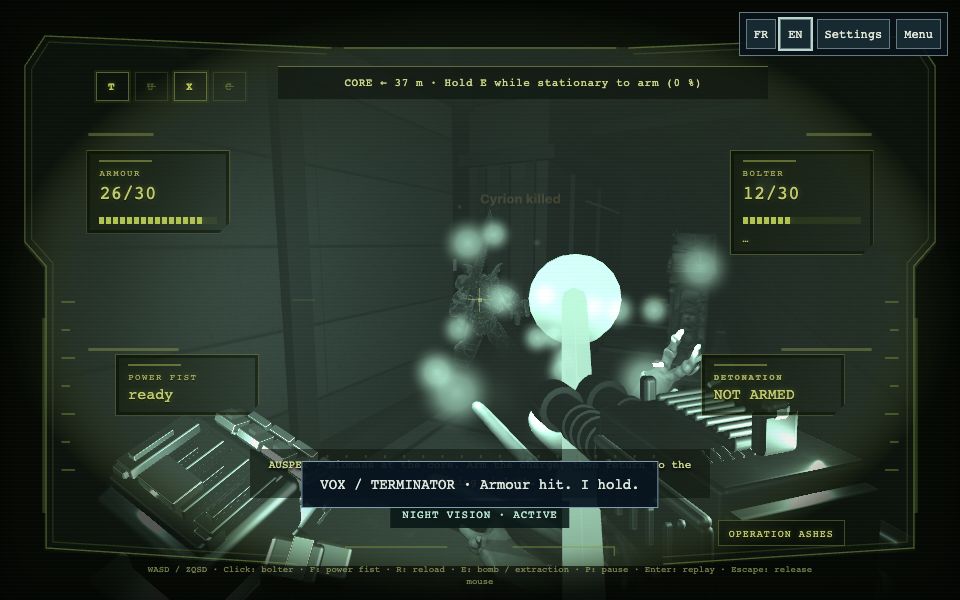 FR EN Settings Menu
T U X C
CORE ← 37 m · Hold E while stationary to arm (0 %)
ARMOUR
26/30
BOLTER
12/30
…
Cyrion killed
POWER FIST
ready
DETONATION
NOT ARMED
AUSPE Biomass at the core. Arm the charge, then return to the
VOX / TERMINATOR · Armour hit. I hold.
NIGHT VISION · ACTIVE
OPERATION ASHES
WASD / ZQSD · Click: bolter · F: power fist · R: reload · E: bomb / extraction · P: pause · Enter: replay · Escape: release
mouse